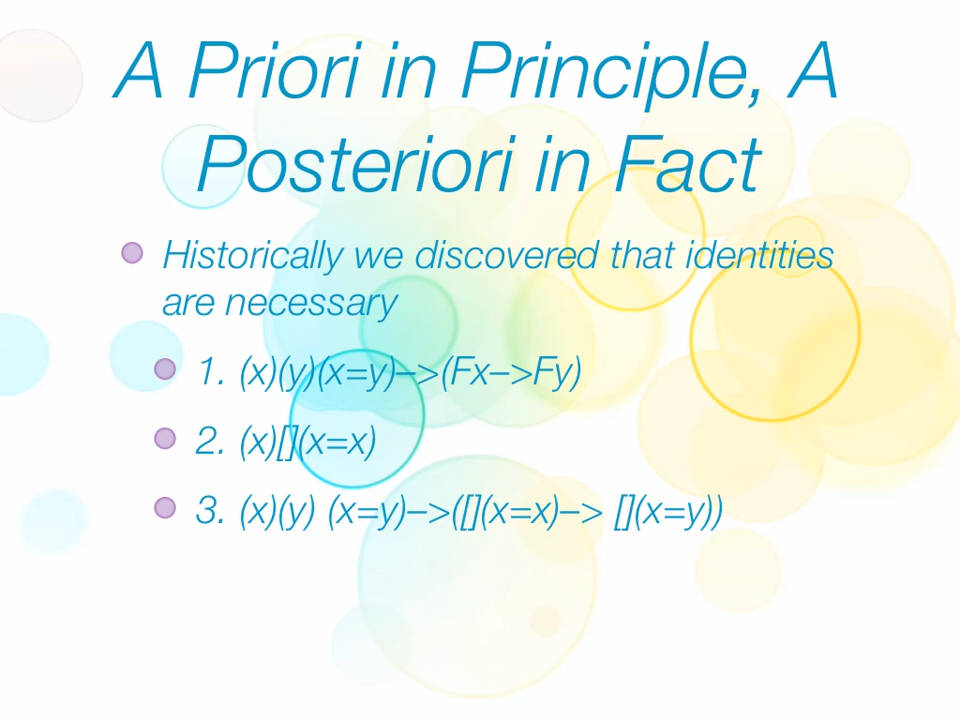 A Priori in Principle, A
Posteriori in Fact
Historically we discovered that identities
are necessary
1. (x)(y)(x=y)–>(Fx–>Fy)
2. (x)[](x=x)
3. (x)(y) (x=y)–>([](x=x)–> [](x=y))